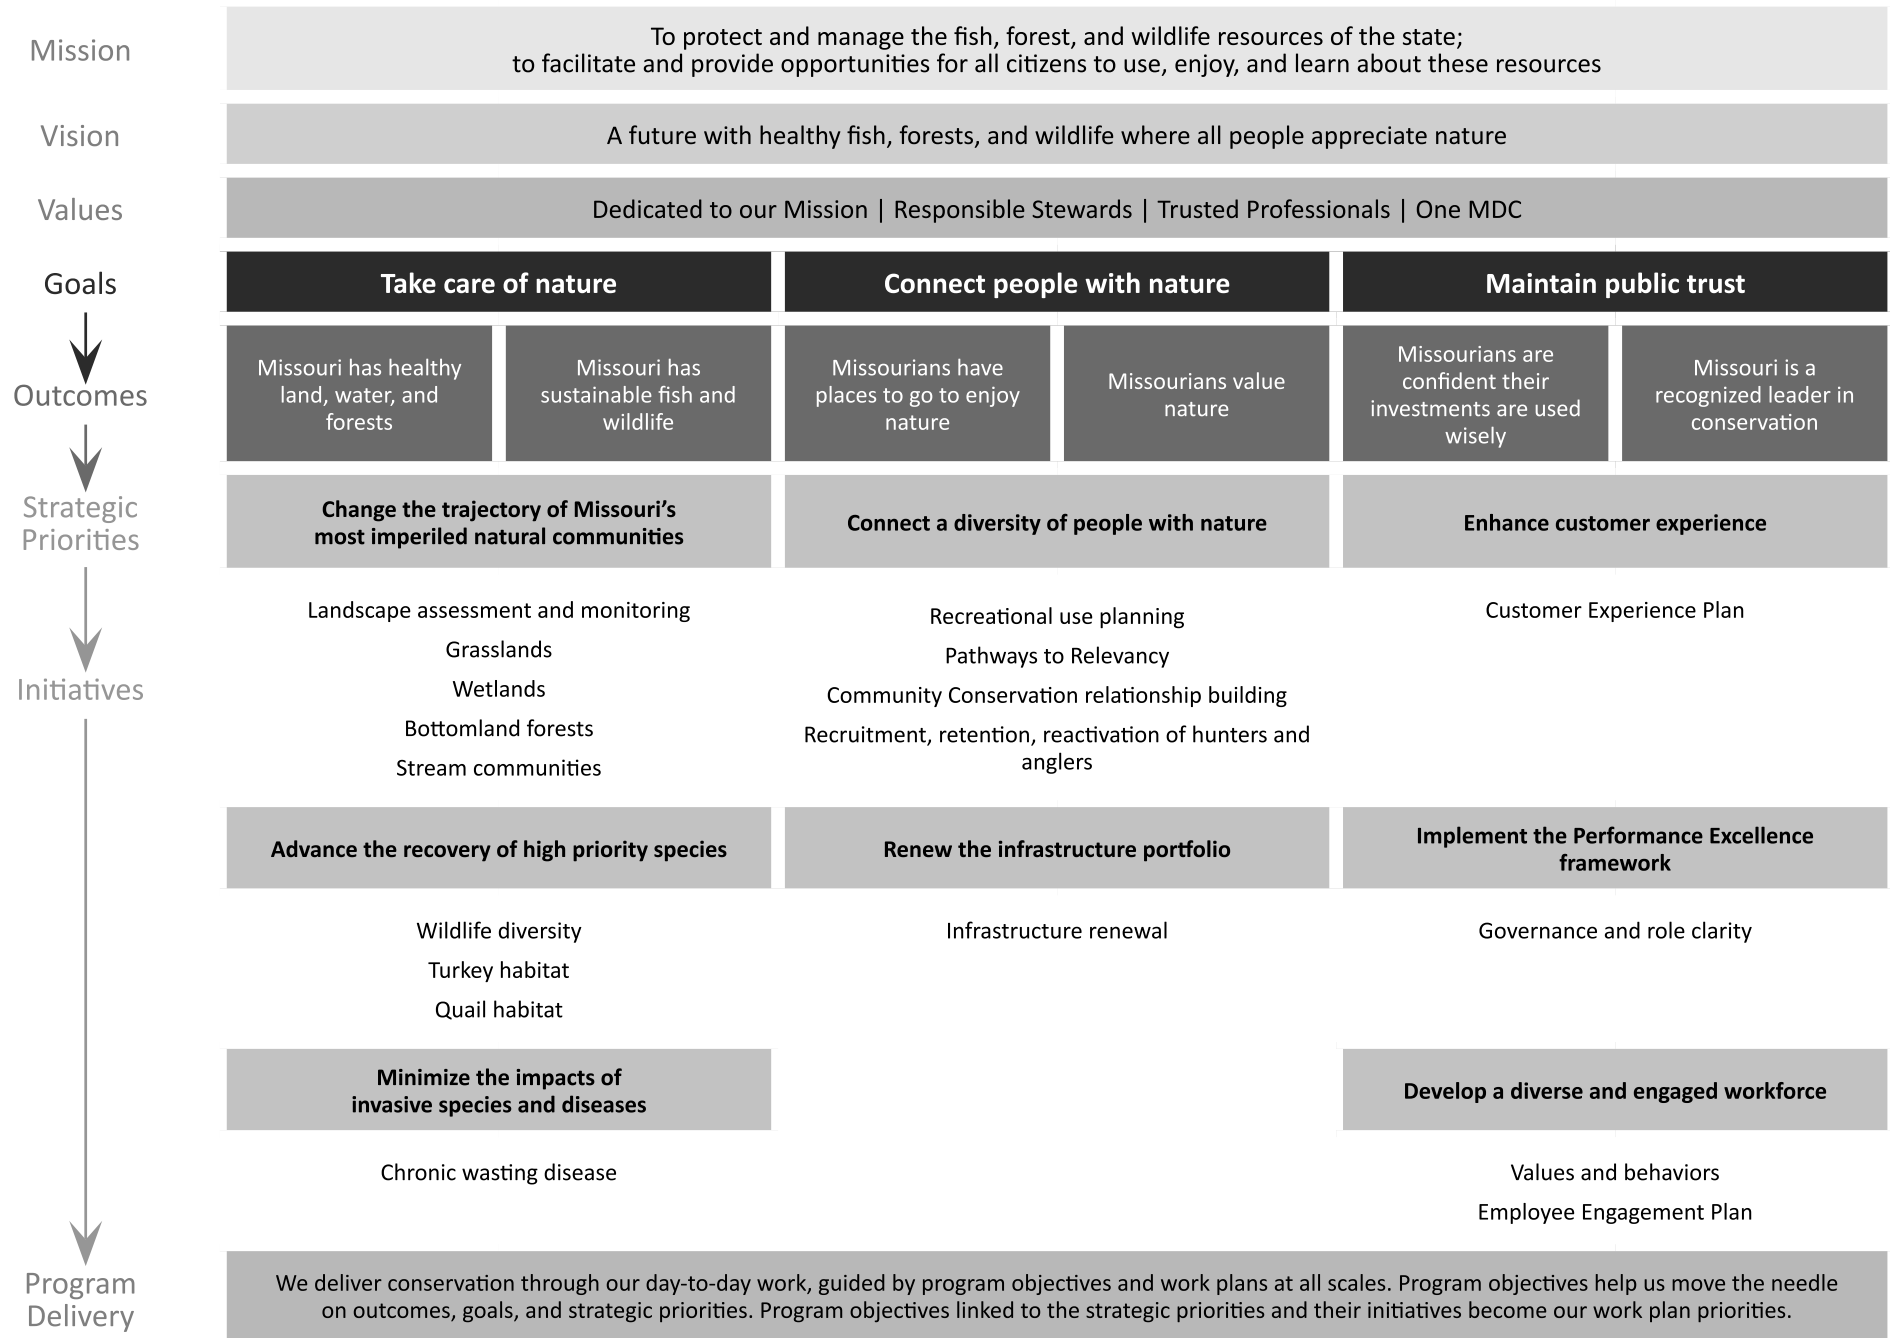 Mission
To protect and manage the fish, forest, and wildlife resources of the state;
to facilitate and provide opportunities for all citizens to use, enjoy, and learn about these resources
Vision
A future with healthy fish, forests, and wildlife where all people appreciate nature
Values
Dedicated to our Mission | Responsible Stewards | Trusted Professionals | One MDC
Goals
Take care of nature
Connect people with nature
Maintain public trust
Outcomes
Missouri has healthy
land, water, and
forests
Missouri has
sustainable fish and
wildlife
Missourians have
places to go to enjoy
nature
Missourians value
nature
Missourians are
confident their
investments are used
wisely
Missouri is a
recognized leader in
conservation
Strategic
Priorities
Change the trajectory of Missouri’s
most imperiled natural communities
Connect a diversity of people with nature
Enhance customer experience
Initiatives
Landscape assessment and monitoring
Grasslands
Wetlands
Bottomland forests
Stream communities
Recreational use planning
Pathways to Relevancy
Community Conservation relationship building
Recruitment, retention, reactivation of hunters and
anglers
Customer Experience Plan
Advance the recovery of high priority species
Renew the infrastructure portfolio
Implement the Performance Excellence
framework
Wildlife diversity
Turkey habitat
Quail habitat
Infrastructure renewal
Governance and role clarity
Minimize the impacts of
invasive species and diseases
Develop a diverse and engaged workforce
Chronic wasting disease
Values and behaviors
Employee Engagement Plan
Program
Delivery
We deliver conservation through our day-to-day work, guided by program objectives and work plans at all scales. Program objectives help us move the needle
on outcomes, goals, and strategic priorities. Program objectives linked to the strategic priorities and their initiatives become our work plan priorities.